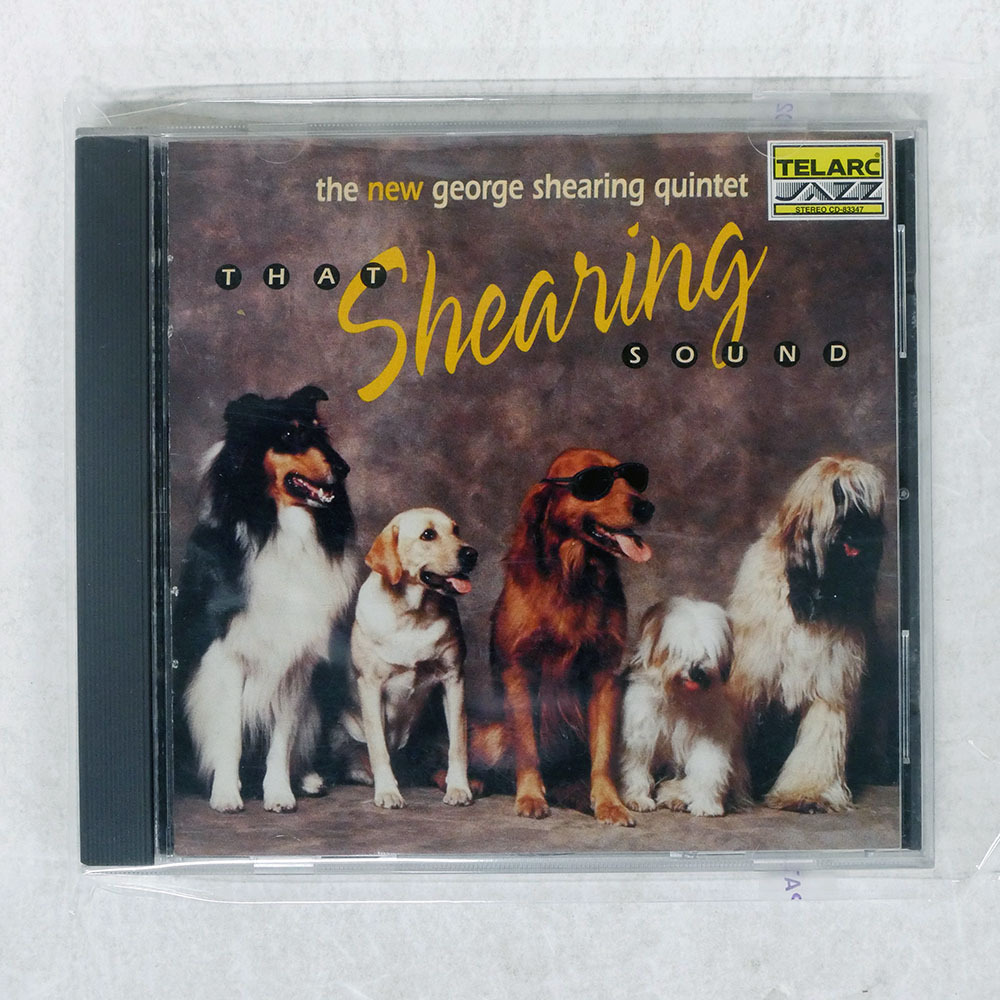 the new george shearing quintet
TELARC®
JAZZ
STEREO CD-83347
THAT
Shearing
SOUND